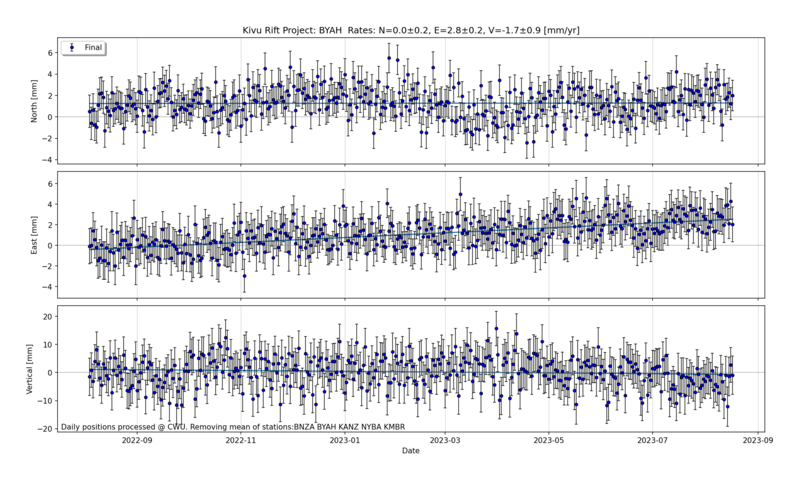 Kivu Rift Project: BYAH  Rates: N=0.0±0.2, E=2.8±0.2, V=-1.7±0.9 [mm/yr]
Final
North [mm]
6
4
2
0
−2
−4
East [mm]
6
4
2
0
−2
−4
Vertical [mm]
20
10
0
−10
−20
Daily positions processed @ CWU. Removing mean of stations:BNZA BYAH KANZ NYBA KMBR
2022-09 2022-11 2023-01 2023-03 2023-05 2023-07 2023-09
Date